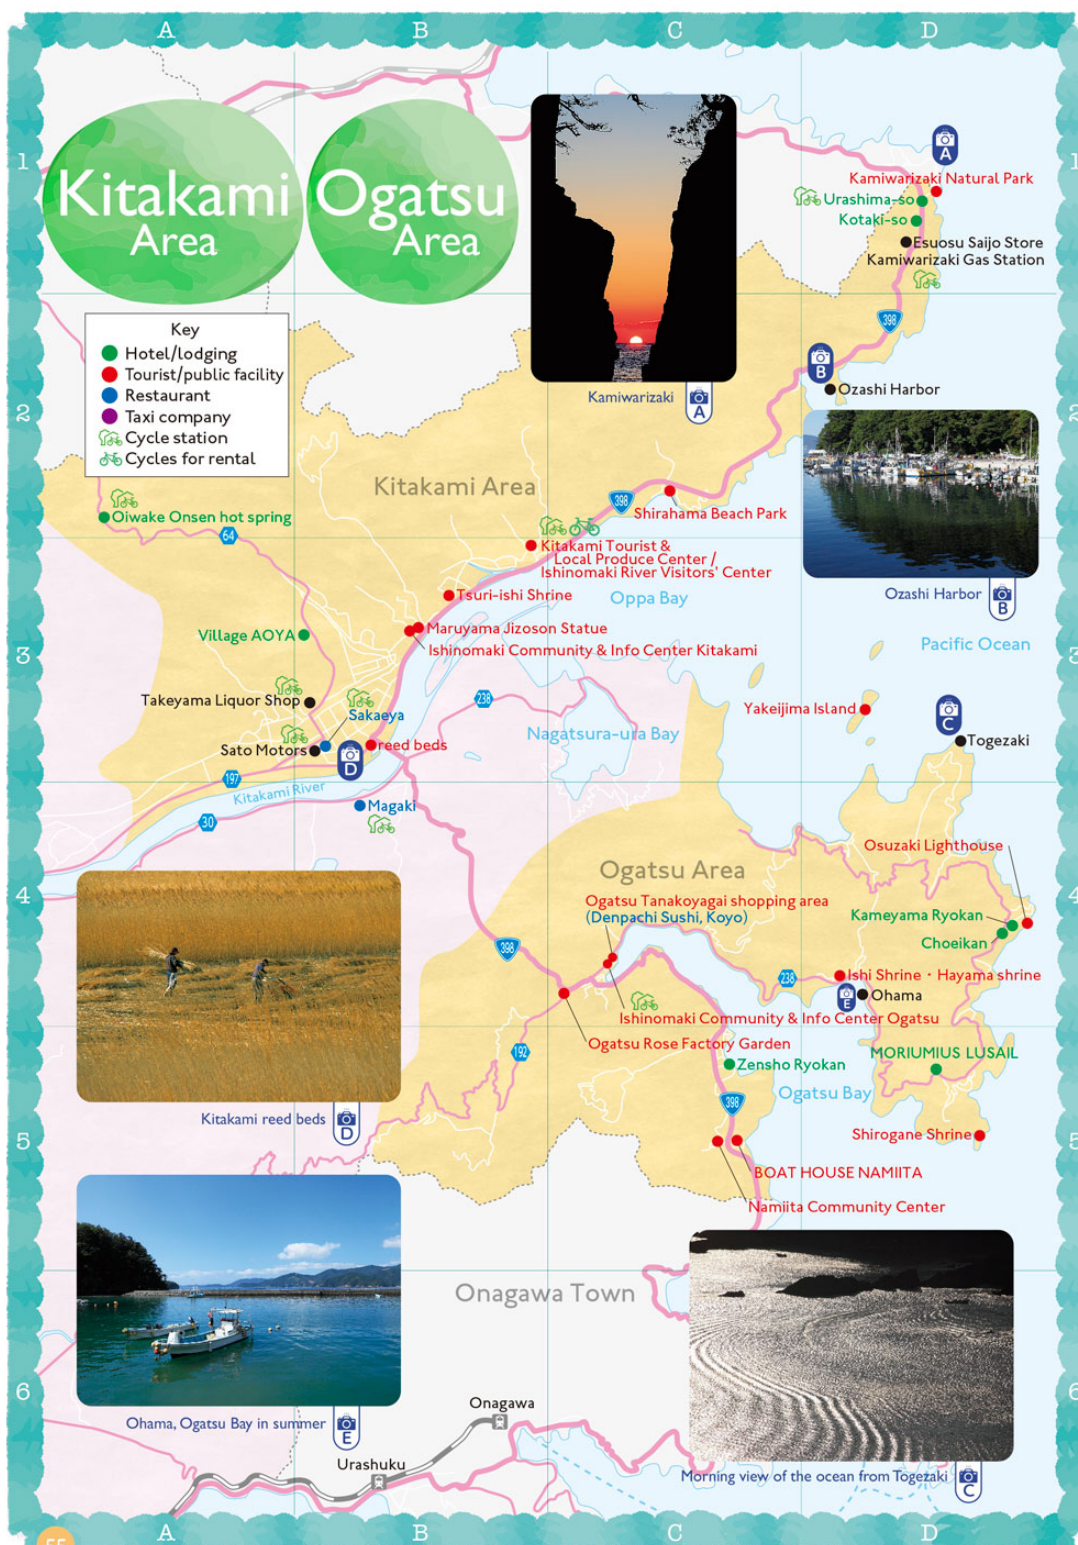 A
B
C
D
1
1
Kitakami
Area
Ogatsu
Area
A
Kamiwarizaki Natural Park
Urashima-so
Kotaki-so
Esuosu Saijo Store
Kamiwarizaki Gas Station
398
Key
Hotel/lodging
Tourist/public facility
Restaurant
Taxi company
Cycle station
Cycles for rental
B
Ozashi Harbor
Kamiwarizaki
A
2
2
Kitakami Area
398
Shirahama Beach Park
Oiwake Onsen hot spring
64
Kitakami Tourist &
Local Produce Center /
Ishinomaki River Visitors' Center
Tsuri-ishi Shrine
Oppa Bay
Ozashi Harbor
B
Village AOYA
Maruyama Jizoson Statue
Ishinomaki Community & Info Center Kitakami
Pacific Ocean
3
3
Takeyama Liquor Shop
238
Sakaeya
Yakeijima Island
C
Nagatsura-ura Bay
Togezaki
Sato Motors
reed beds
D
197
Kitakami River
Magaki
30
Osuzaki Lighthouse
Ogatsu Area
4
4
Ogatsu Tanakoyagai shopping area
(Denpachi Sushi, Koyo)
Kameyama Ryokan
Choeikan
398
238
Ishi Shrine・Hayama shrine
E
Ohama
Ishinomaki Community & Info Center Ogatsu
Ogatsu Rose Factory Garden
192
MORIUMIUS LUSAIL
Zensho Ryokan
Ogatsu Bay
398
Kitakami reed beds
D
Shirogane Shrine
5
5
BOAT HOUSE NAMIITA
Namiita Community Center
Onagawa Town
6
6
Onagawa
Ohama, Ogatsu Bay in summer
E
Urashuku
Morning view of the ocean from Togezaki
C
A
B
C
D
55